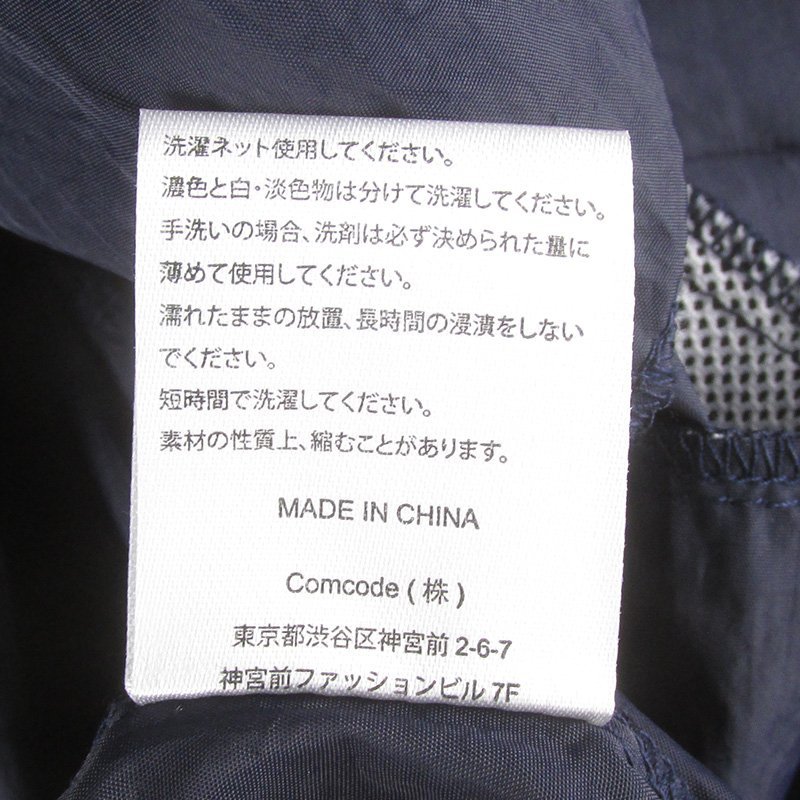 洗濯ネット使用してください。
濃色と白・淡色物は分けて洗濯してください。
手洗いの場合、洗剤は必ず決められた量に
薄めて使用してください。
濡れたままの放置、長時間の浸漬をしない
でください。
短時間で洗濯してください。
素材の性質上、縮むことがあります。
MADE IN CHINA
Comcode (株)
東京都渋谷区神宮前 2-6-7
神宮前ファッションビル 7F